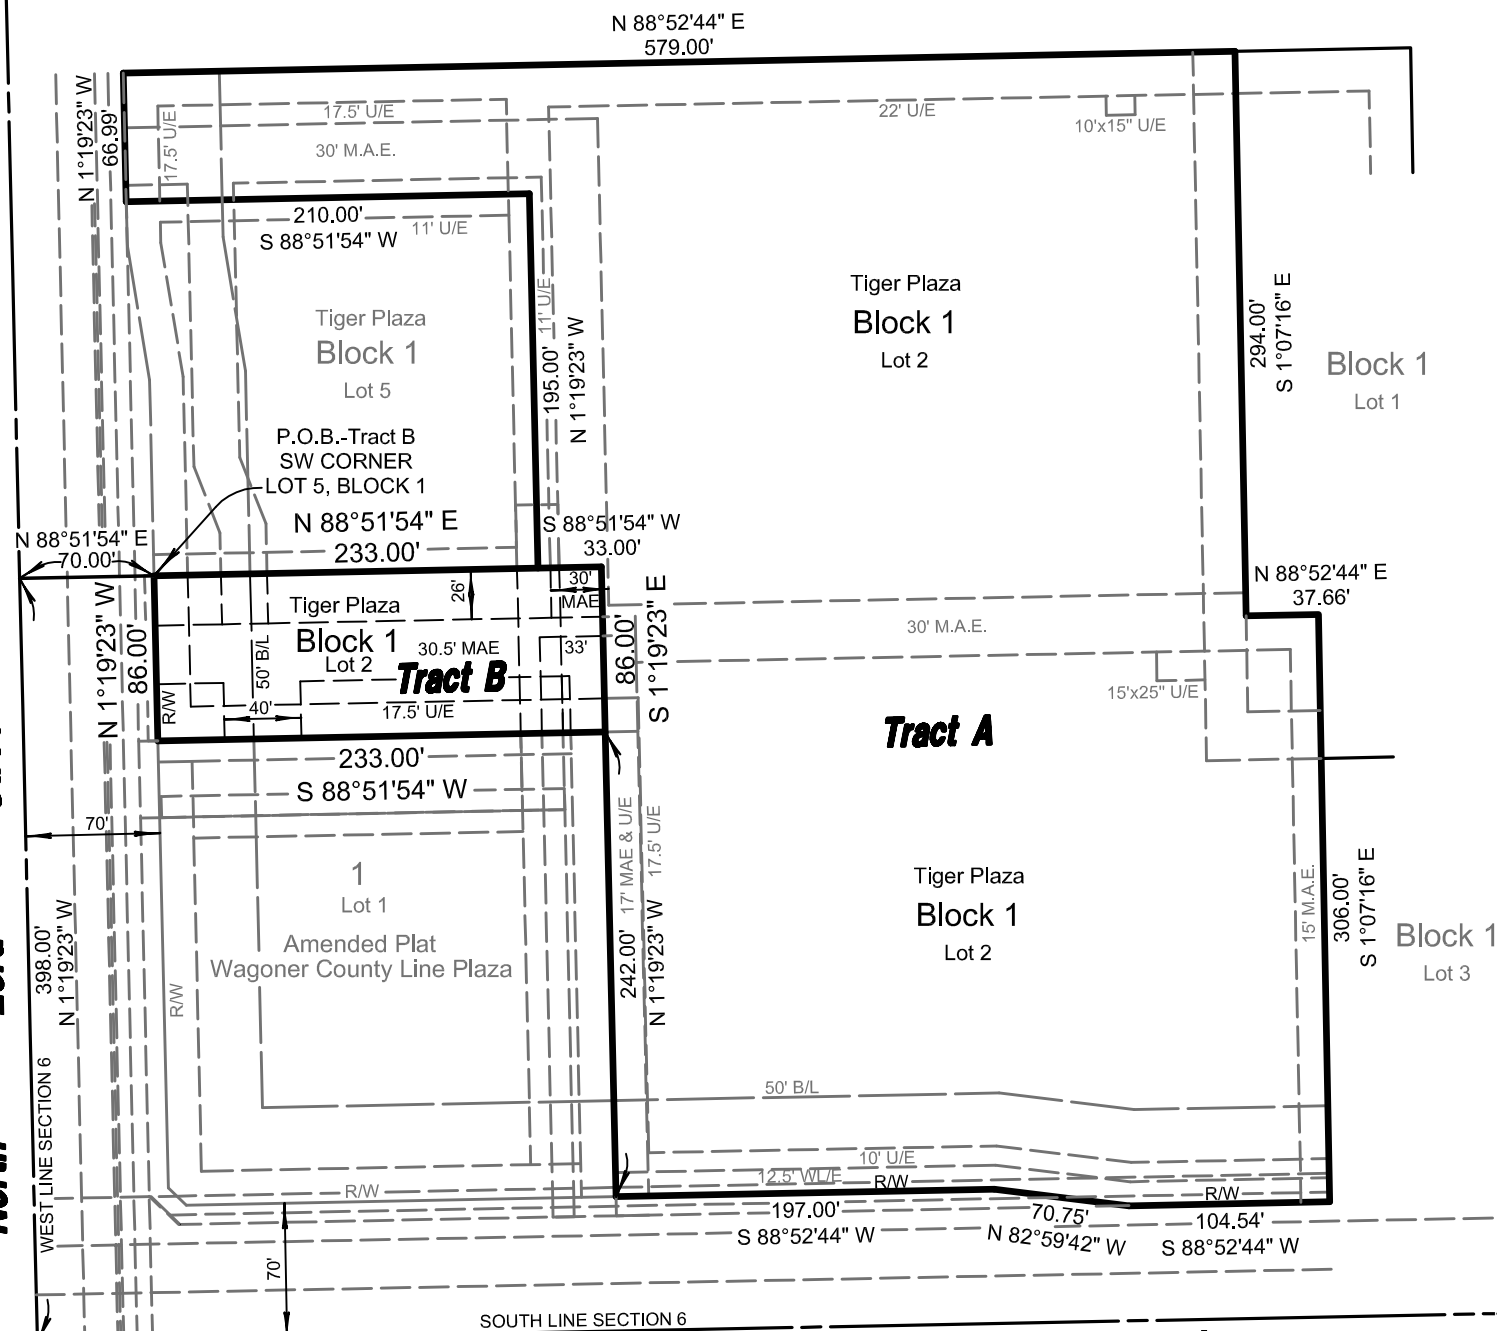 N 88°52'44" E
579.00'
N 1°19'23" W
66.99'
17.5' U/E
17.5' U/E
30' M.A.E.
22' U/E
10'x15" U/E
210.00'
S 88°51'54" W
11' U/E
11' U/E
195.00'
N 1°19'23" W
Tiger Plaza
Block 1
Lot 5
Tiger Plaza
Block 1
Lot 2
294.00'
S 1°07'16" E
Block 1
Lot 1
P.O.B.-Tract B
SW CORNER
LOT 5, BLOCK 1
N 88°51'54" E
70.00'
N 88°51'54" E
233.00'
S 88°51'54" W
33.00'
N 88°52'44" E
37.66'
N 1°19'23" W
86.00'
Tiger Plaza
Block 1
Lot 2
26'
30'
MAE
30.5' MAE
33'
Tract B
50' B/L
R/W
40'
17.5' U/E
86.00'
S 1°19'23" E
30' M.A.E.
15'x25" U/E
Tract A
233.00'
S 88°51'54" W
70'
1
Lot 1
Amended Plat
Wagoner County Line Plaza
398.00'
N 1°19'23" W
R/W
17' MAE & U/E
17.5' U/E
242.00'
N 1°19'23" W
Tiger Plaza
Block 1
Lot 2
15' M.A.E.
306.00'
S 1°07'16" E
Block 1
Lot 3
50' B/L
10' U/E
12.5' WL/E
R/W
R/W
R/W
197.00'
S 88°52'44" W
70.75'
N 82°59'42" W
104.54'
S 88°52'44" W
WEST LINE SECTION 6
70'
SOUTH LINE SECTION 6